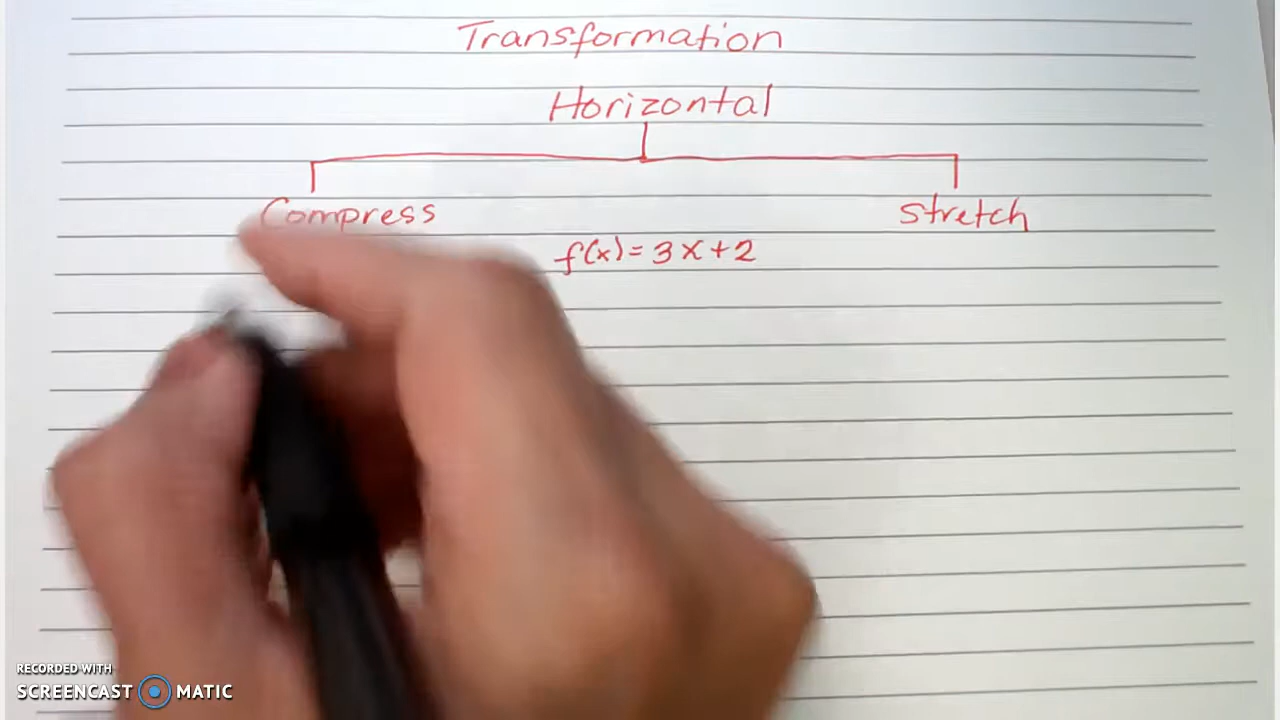 Transformation
Horizontal
Compress
Stretch
f(x) = 3x+2
RECORDED WITH
SCREENCAST MATIC